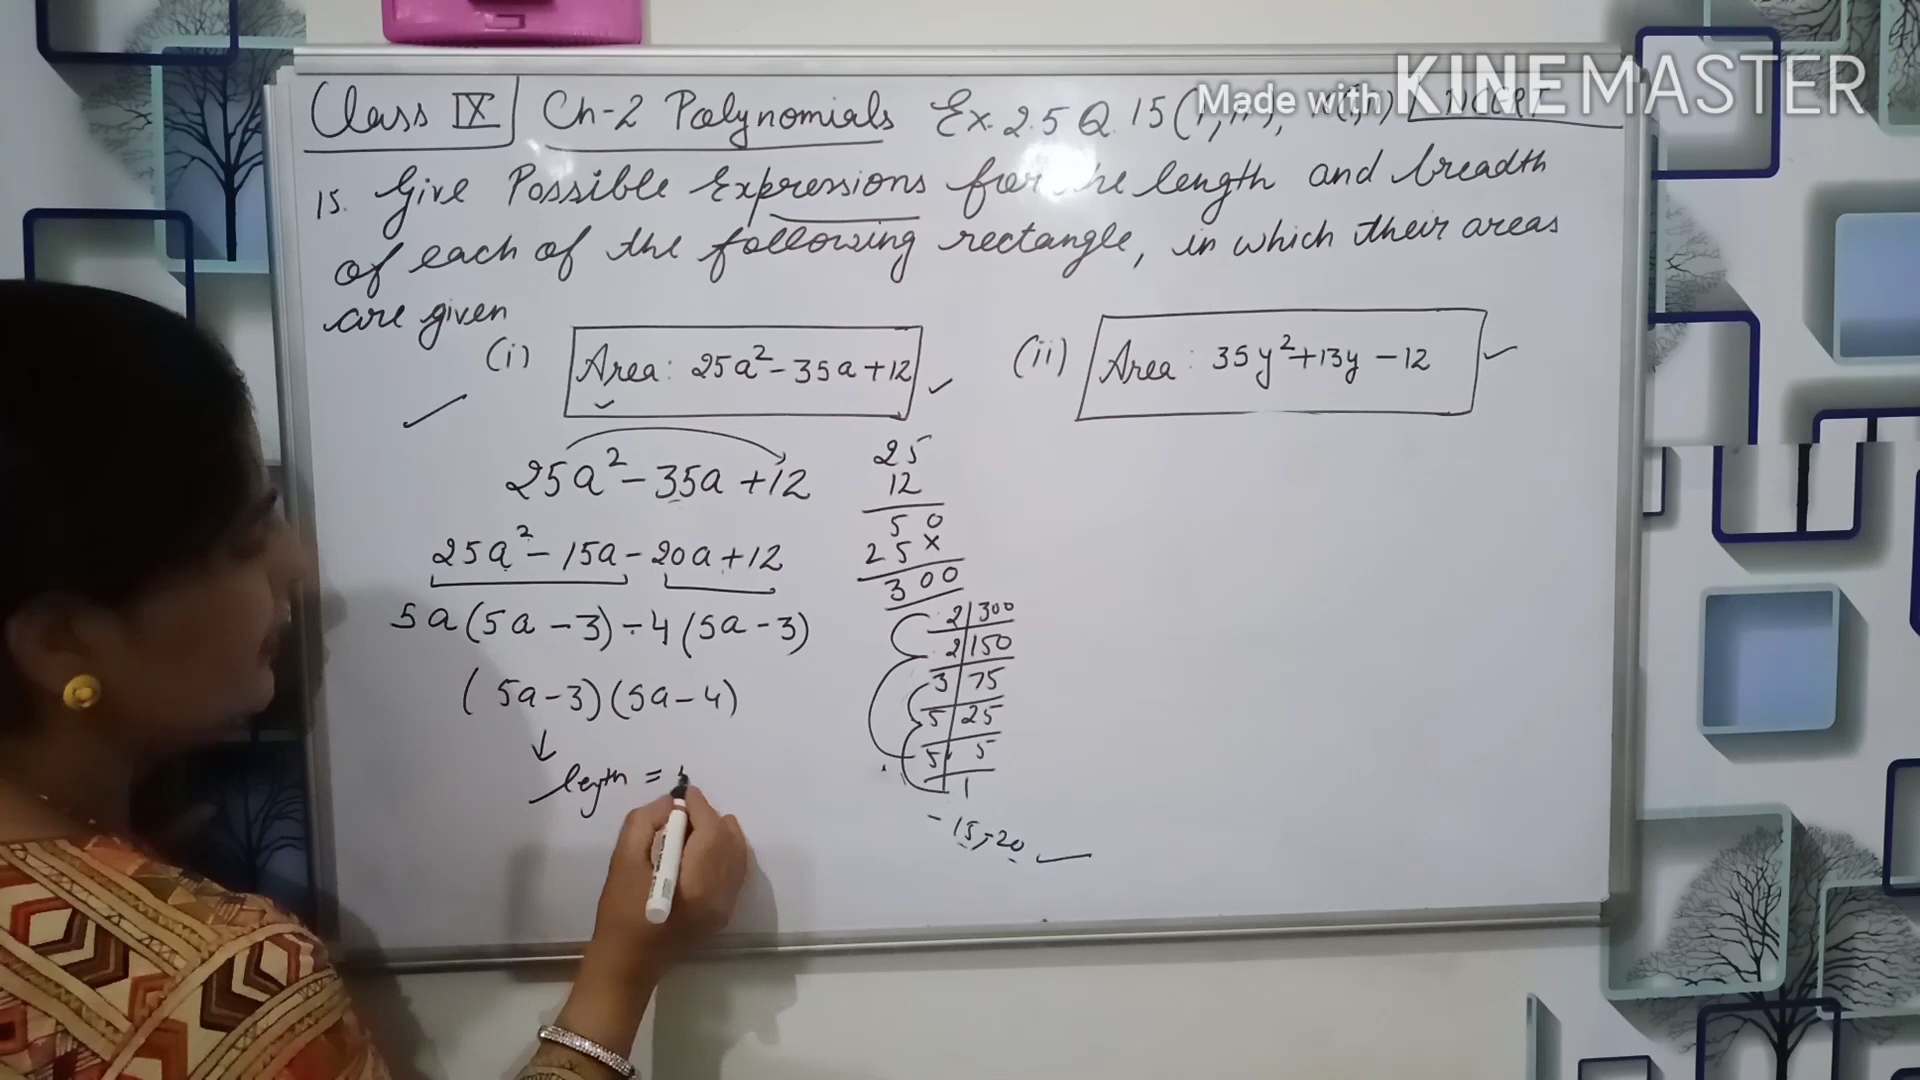 Made with KINEMASTER
Class IX Ch-2 Polynomials Ex. 2.5 Q. 15 (i, ii), NCERT
15. Give Possible Expressions for the length and breadth
of each of the following rectangle, in which their areas
are given
(i) Area: 25a² - 35a + 12
(ii) Area: 35y² + 13y - 12
25a² - 35a + 12
25a² - 15a - 20a + 12
5a (5a - 3) - 4 (5a - 3)
(5a - 3) (5a - 4)
length =
25
12
50
25x
300
2 | 300
2 | 150
3 | 75
5 | 25
5 | 5
1
- 15, - 20